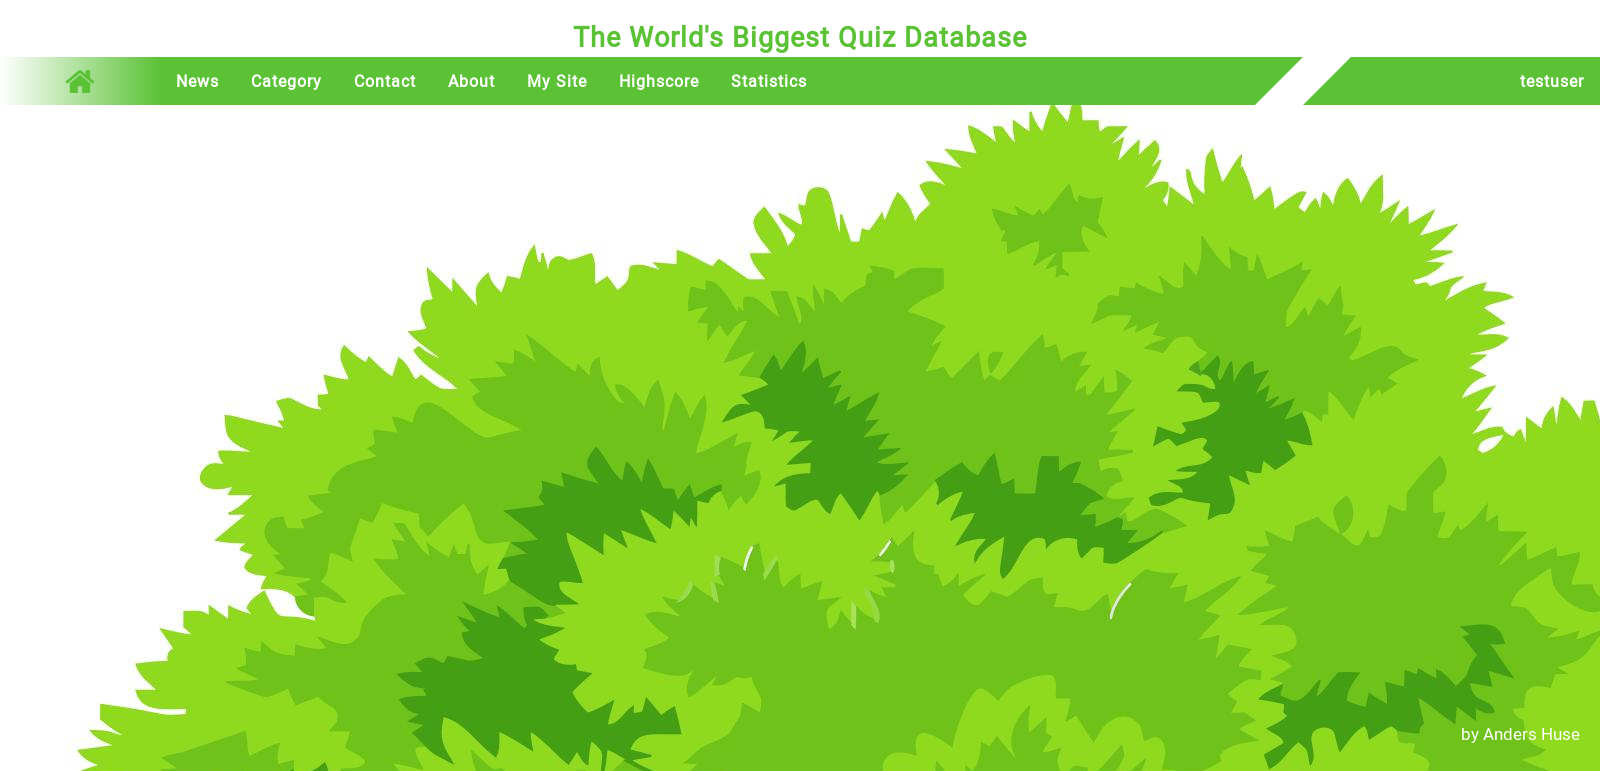 The World's Biggest Quiz Database
News Category Contact About My Site Highscore Statistics testuser
by Anders Huse